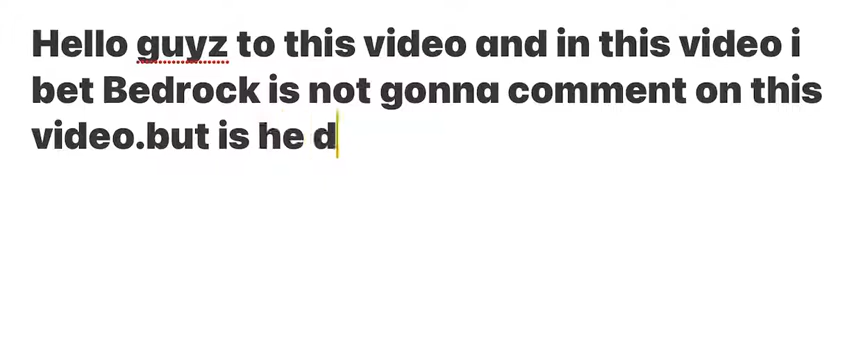 Hello guyz to this video and in this video i
bet Bedrock is not gonna comment on this
video.but is he d